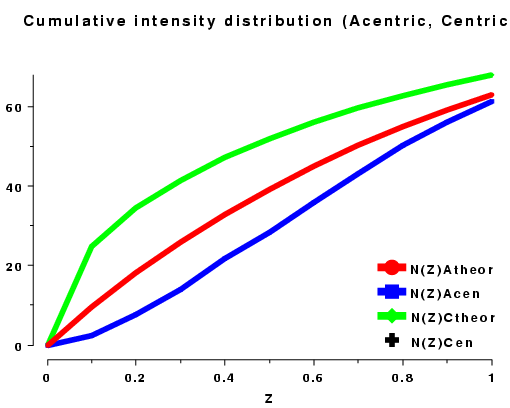 Cumulative intensity distribution (Acentric, Centric
60
40
20
0
0 0.2 0.4 0.6 0.8 1
Z
N(Z)Atheor
N(Z)Acen
N(Z)Ctheor
N(Z)Cen